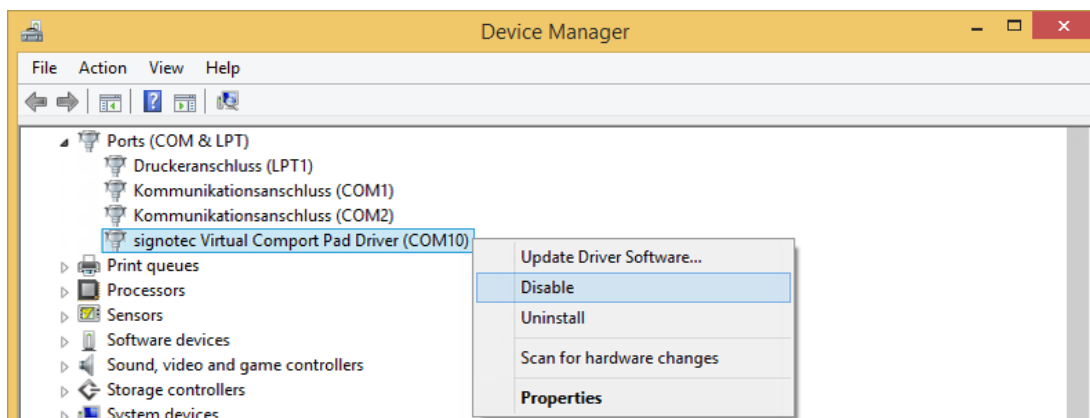 Device Manager
File Action View Help
Ports (COM & LPT)
Druckeranschluss (LPT1)
Kommunikationsanschluss (COM1)
Kommunikationsanschluss (COM2)
signotec Virtual Comport Pad Driver (COM10)
Print queues
Processors
Sensors
Software devices
Sound, video and game controllers
Storage controllers
System devices
Update Driver Software...
Disable
Uninstall
Scan for hardware changes
Properties